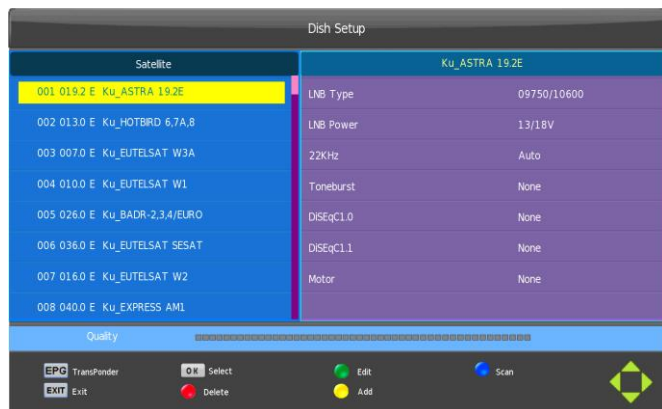 Dish Setup
Satellite
Ku_ASTRA 19.2E
001 019.2 E Ku_ASTRA 19.2E
LNB Type 09750/10600
002 013.0 E Ku_HOTBIRD 6,7A,8
LNB Power 13/18V
003 007.0 E Ku_EUTELSAT W3A
22KHz Auto
004 010.0 E Ku_EUTELSAT W1
Toneburst None
005 026.0 E Ku_BADR-2,3,4/EURO
DiSEqC1.0 None
006 036.0 E Ku_EUTELSAT SESAT
DiSEqC1.1 None
007 016.0 E Ku_EUTELSAT W2
Motor None
008 040.0 E Ku_EXPRESS AM1
Quality
EPG TransPonder OK Select Edit Scan
EXIT Exit Delete Add